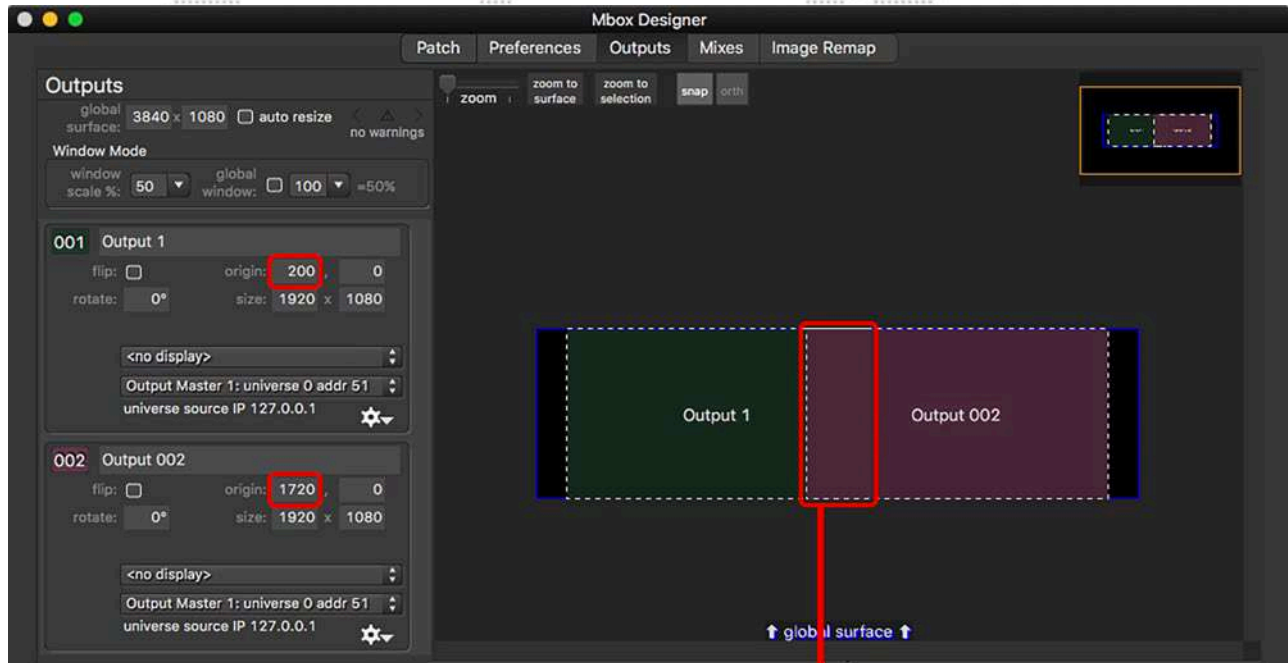 Mbox Designer
Patch Preferences Outputs Mixes Image Remap
Outputs
global surface: 3840 x 1080 auto resize
no warnings
Window Mode
window scale %: 50 global window: 100 =50%
001 Output 1
flip: origin: 200 , 0
rotate: 0° size: 1920 x 1080
<no display>
Output Master 1: universe 0 addr 51
universe source IP 127.0.0.1
002 Output 002
flip: origin: 1720 , 0
rotate: 0° size: 1920 x 1080
<no display>
Output Master 1: universe 0 addr 51
universe source IP 127.0.0.1
zoom
zoom to surface
zoom to selection
snap orth
Output 1
Output 002
⬆ global surface ⬆